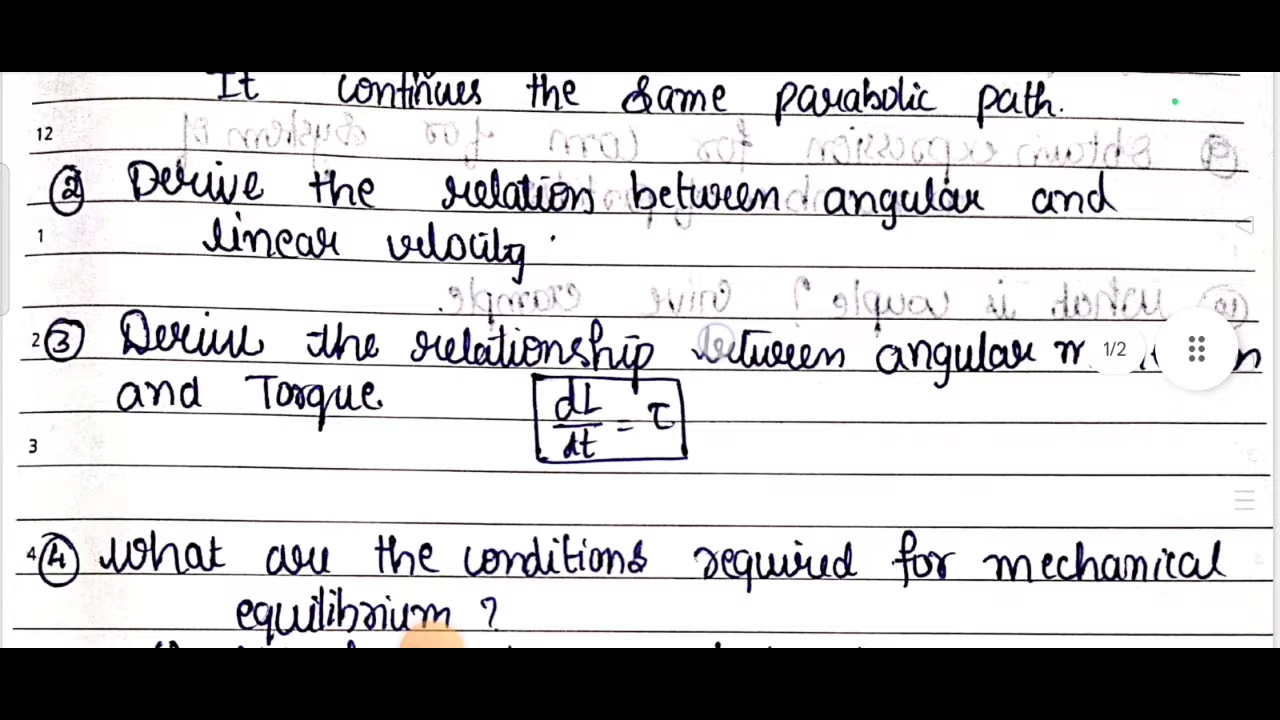 It continues the same parabolic path.
12
② Derive the relation between angular and
1
linear velocity.
2 ③ Derive the relationship between angular
1/2
and Torque
dL/dt = τ
3
4 ④ What are the conditions required for mechanical
equilibrium ?